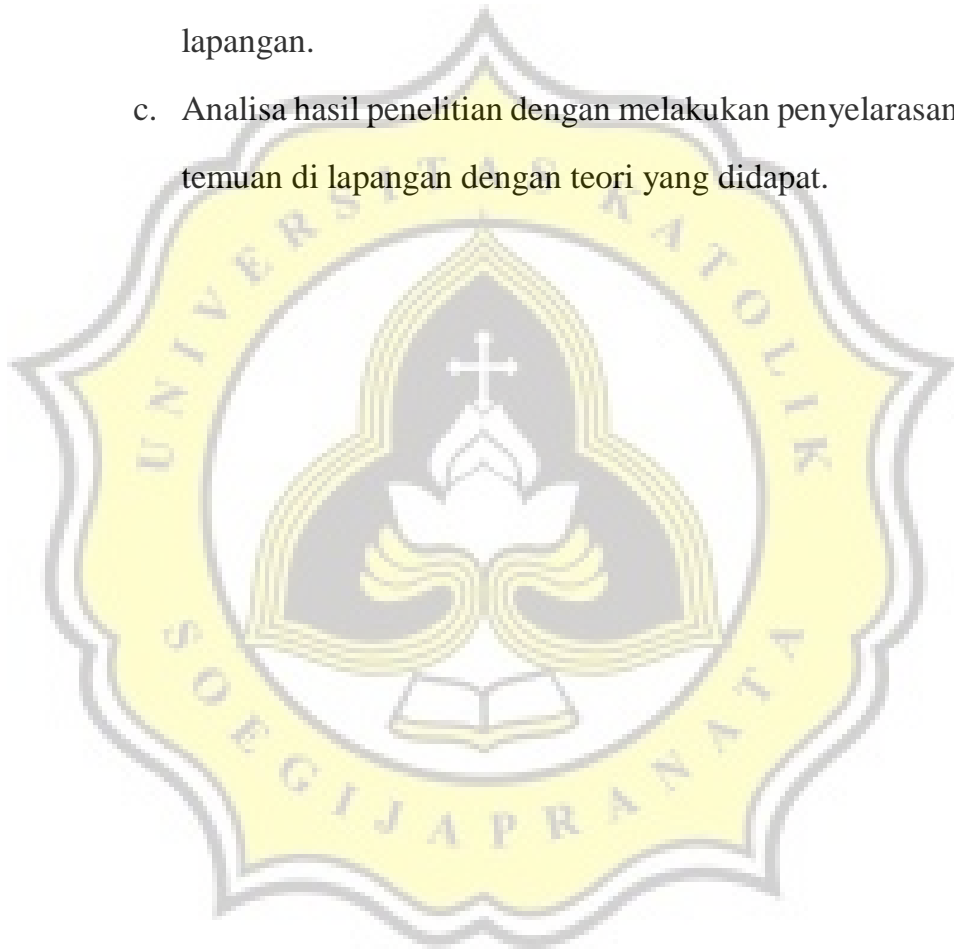 lapangan.
c. Analisa hasil penelitian dengan melakukan penyelarasan
temuan di lapangan dengan teori yang didapat.
UNIVERSITAS KATOLIK
SOEGIJAPRANATA